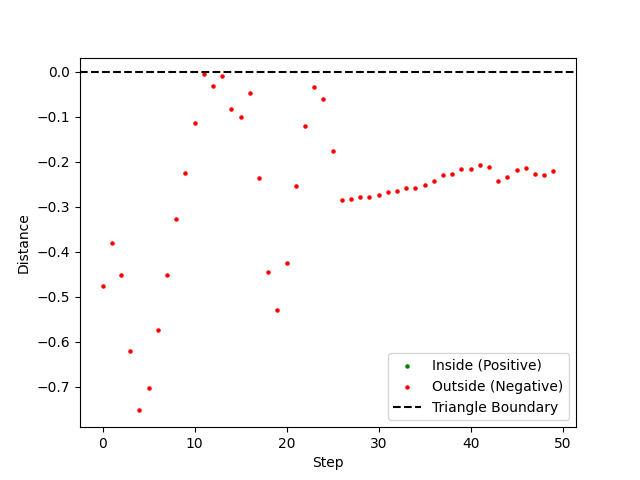 0.0
−0.1
−0.2
−0.3
−0.4
−0.5
−0.6
−0.7
Distance
Inside (Positive)
Outside (Negative)
Triangle Boundary
0 10 20 30 40 50
Step